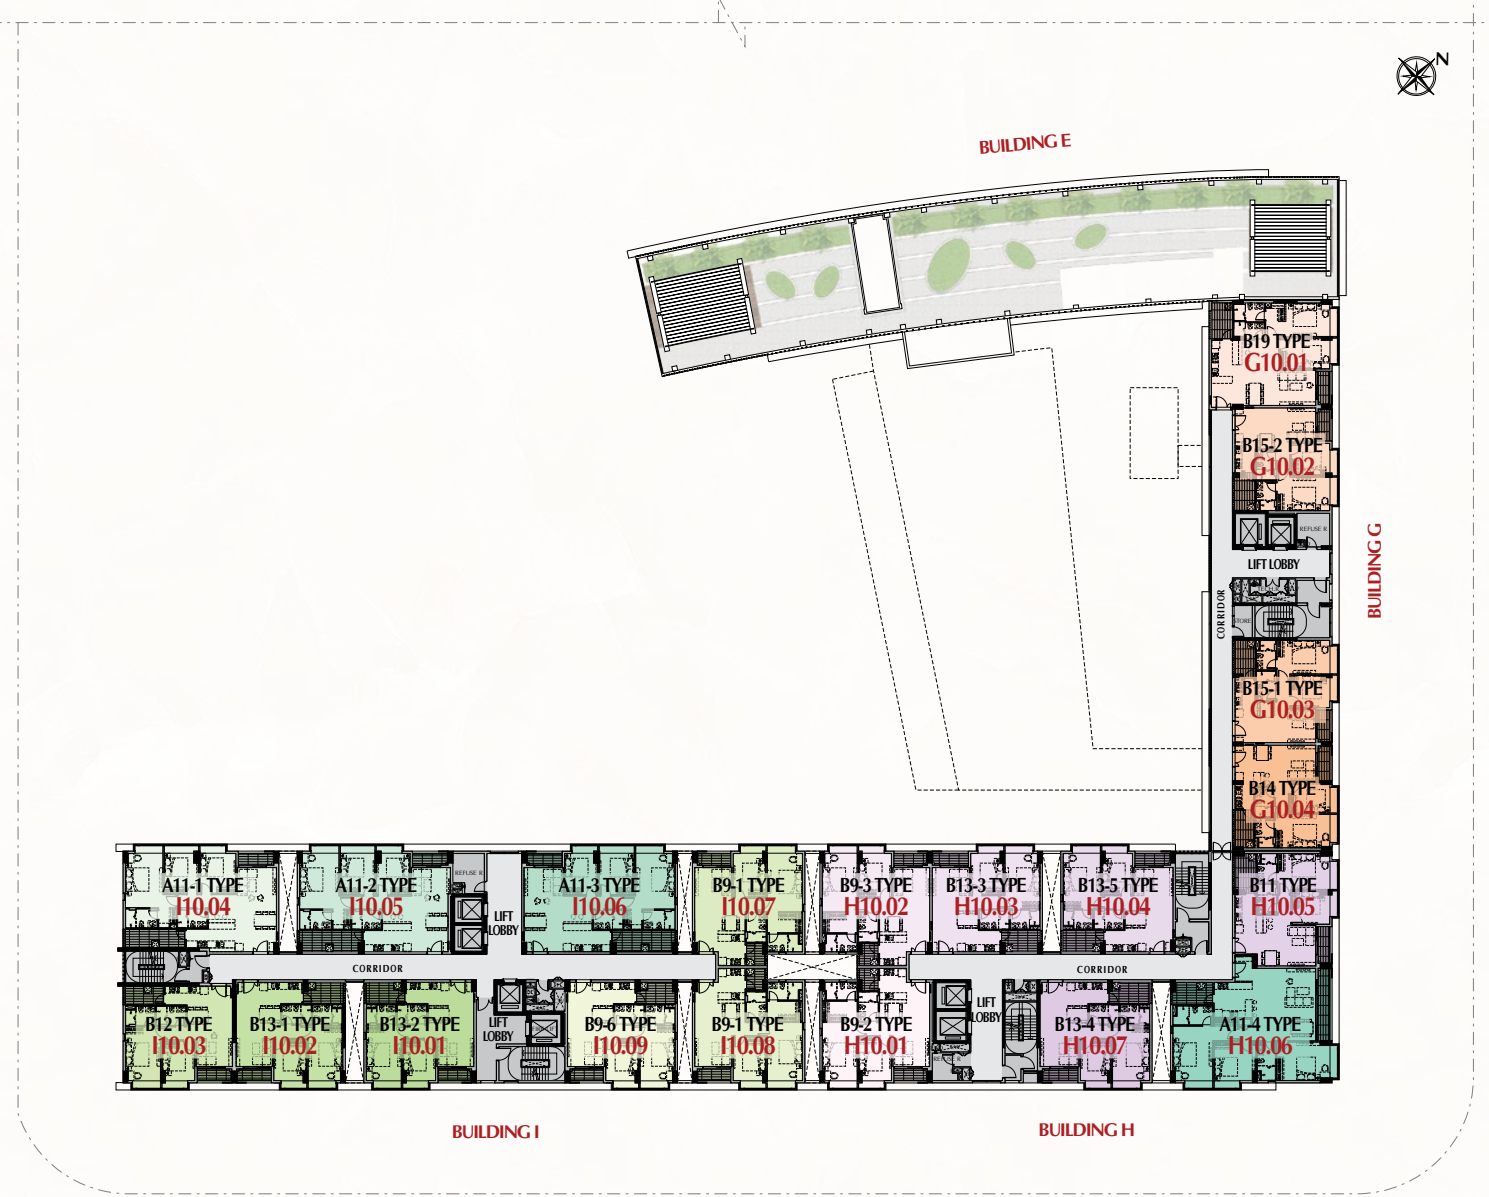 N
BUILDING E
B19 TYPE
G10.01
B15-2 TYPE
G10.02
REFUSE R
LIFT LOBBY
BUILDING G
CORRIDOR
STORE
B15-1 TYPE
G10.03
B14 TYPE
G10.04
A11-1 TYPE
I10.04
A11-2 TYPE
I10.05
REFUSE R
LIFT
LOBBY
A11-3 TYPE
I10.06
B9-1 TYPE
I10.07
B9-3 TYPE
H10.02
B13-3 TYPE
H10.03
B13-5 TYPE
H10.04
B11 TYPE
H10.05
CORRIDOR
CORRIDOR
B12 TYPE
I10.03
B13-1 TYPE
I10.02
B13-2 TYPE
I10.01
LIFT
LOBBY
B9-6 TYPE
I10.09
B9-1 TYPE
I10.08
B9-2 TYPE
H10.01
LIFT
LOBBY
REFUSE R
B13-4 TYPE
H10.07
A11-4 TYPE
H10.06
BUILDING I
BUILDING H